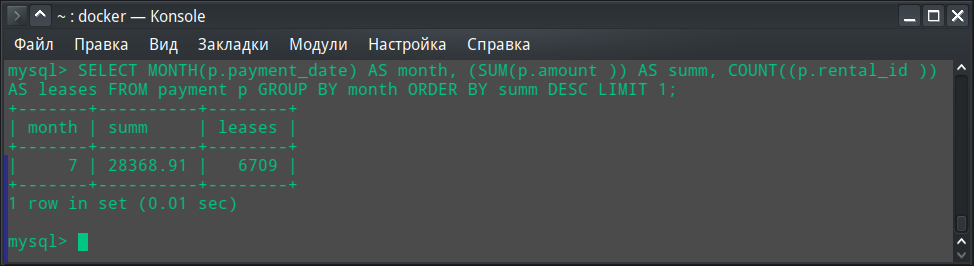 ~ : docker — Konsole
Файл Правка Вид Закладки Модули Настройка Справка
mysql> SELECT MONTH(p.payment_date) AS month, (SUM(p.amount )) AS summ, COUNT((p.rental_id ))
AS leases FROM payment p GROUP BY month ORDER BY summ DESC LIMIT 1;
+-------+----------+--------+
| month | summ     | leases |
+-------+----------+--------+
|     7 | 28368.91 |   6709 |
+-------+----------+--------+
1 row in set (0.01 sec)
mysql>